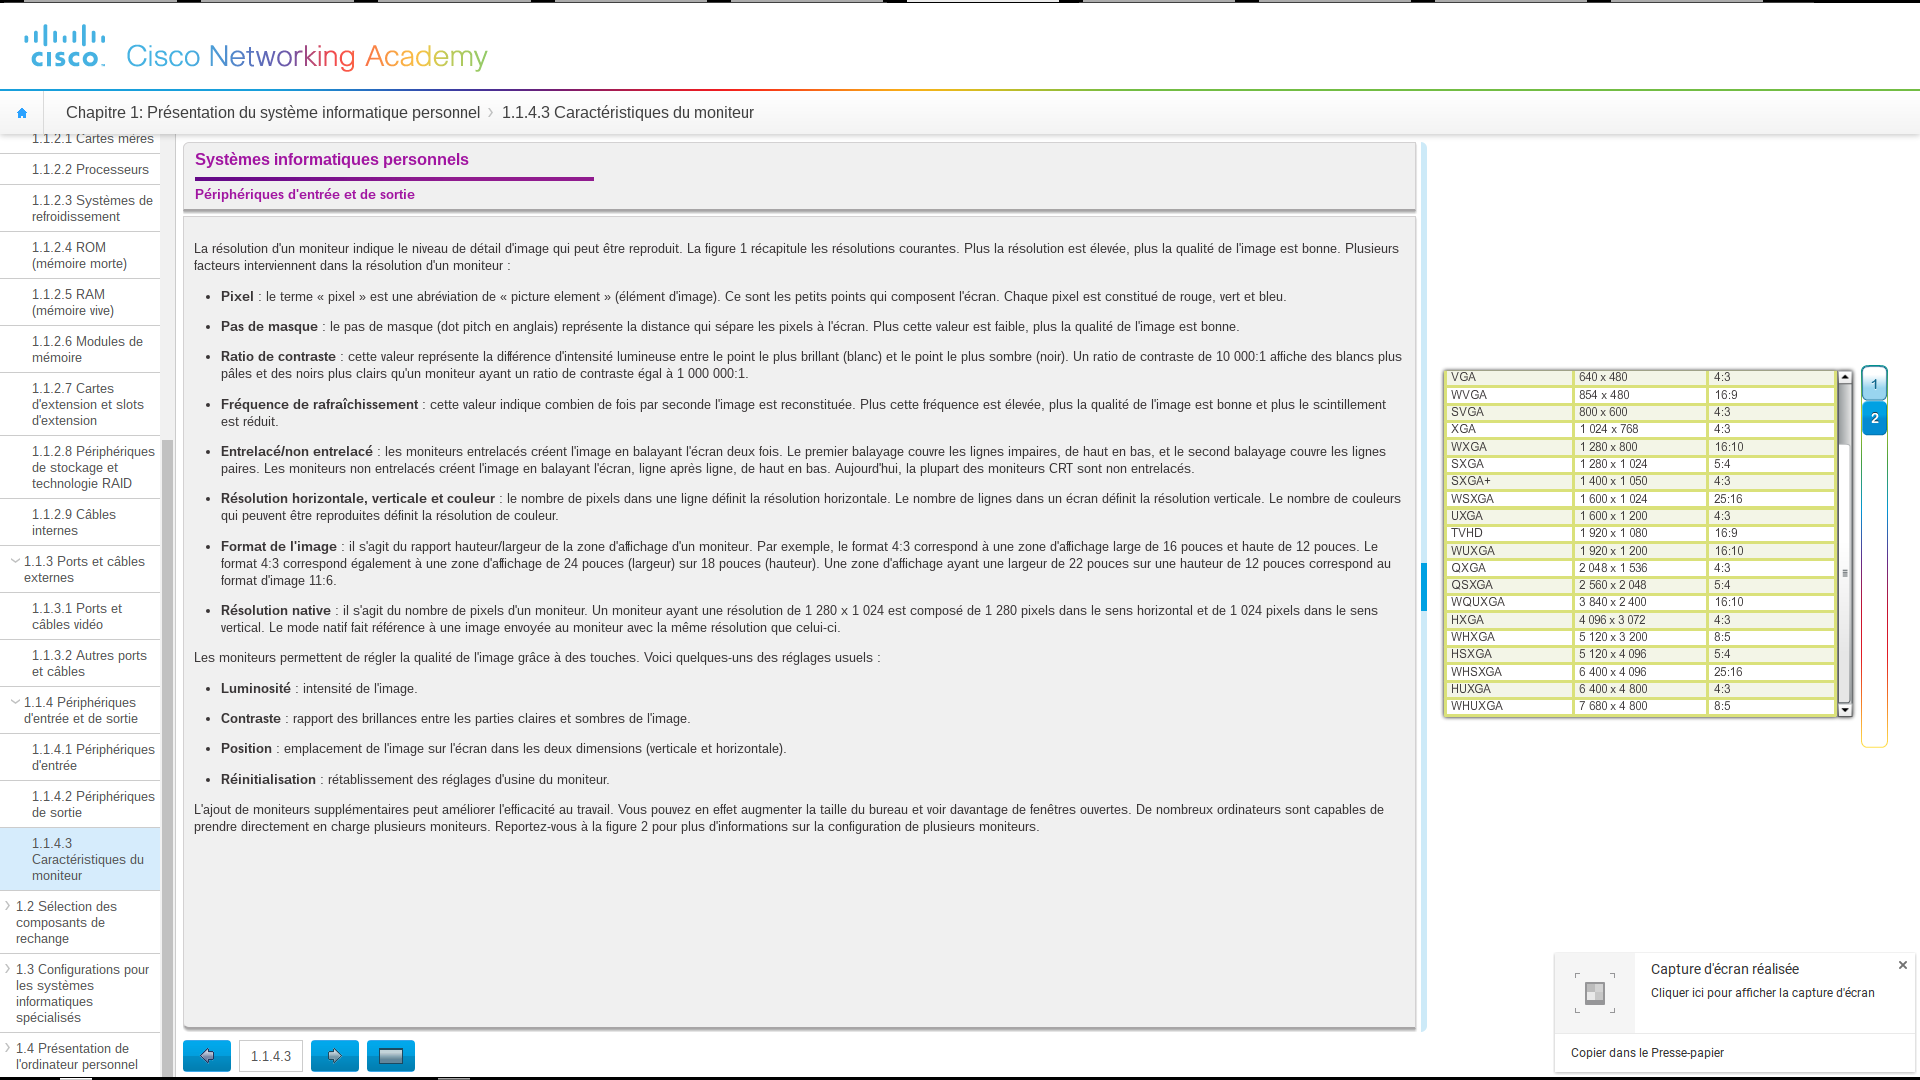 cisco
Cisco Networking Academy
Chapitre 1: Présentation du système informatique personnel
1.1.4.3 Caractéristiques du moniteur
1.1.2.1 Cartes mères
1.1.2.2 Processeurs
1.1.2.3 Systèmes de
refroidissement
1.1.2.4 ROM
(mémoire morte)
1.1.2.5 RAM
(mémoire vive)
1.1.2.6 Modules de
mémoire
1.1.2.7 Cartes
d'extension et slots
d'extension
1.1.2.8 Périphériques
de stockage et
technologie RAID
1.1.2.9 Câbles
internes
1.1.3 Ports et câbles
externes
1.1.3.1 Ports et
câbles vidéo
1.1.3.2 Autres ports
et câbles
1.1.4 Périphériques
d'entrée et de sortie
1.1.4.1 Périphériques
d'entrée
1.1.4.2 Périphériques
de sortie
1.1.4.3
Caractéristiques du
moniteur
1.2 Sélection des
composants de
rechange
1.3 Configurations pour
les systèmes
informatiques
spécialisés
1.4 Présentation de
l'ordinateur personnel
Systèmes informatiques personnels
Périphériques d'entrée et de sortie
La résolution d'un moniteur indique le niveau de détail d'image qui peut être reproduit. La figure 1 récapitule les résolutions courantes. Plus la résolution est élevée, plus la qualité de l'image est bonne. Plusieurs
facteurs interviennent dans la résolution d'un moniteur :
• Pixel : le terme « pixel » est une abréviation de « picture element » (élément d'image). Ce sont les petits points qui composent l'écran. Chaque pixel est constitué de rouge, vert et bleu.
• Pas de masque : le pas de masque (dot pitch en anglais) représente la distance qui sépare les pixels à l'écran. Plus cette valeur est faible, plus la qualité de l'image est bonne.
• Ratio de contraste : cette valeur représente la différence d'intensité lumineuse entre le point le plus brillant (blanc) et le point le plus sombre (noir). Un ratio de contraste de 10 000:1 affiche des blancs plus
pâles et des noirs plus clairs qu'un moniteur ayant un ratio de contraste égal à 1 000 000:1.
• Fréquence de rafraîchissement : cette valeur indique combien de fois par seconde l'image est reconstituée. Plus cette fréquence est élevée, plus la qualité de l'image est bonne et plus le scintillement
est réduit.
• Entrelacé/non entrelacé : les moniteurs entrelacés créent l'image en balayant l'écran deux fois. Le premier balayage couvre les lignes impaires, de haut en bas, et le second balayage couvre les lignes
paires. Les moniteurs non entrelacés créent l'image en balayant l'écran, ligne après ligne, de haut en bas. Aujourd'hui, la plupart des moniteurs CRT sont non entrelacés.
• Résolution horizontale, verticale et couleur : le nombre de pixels dans une ligne définit la résolution horizontale. Le nombre de lignes dans un écran définit la résolution verticale. Le nombre de couleurs
qui peuvent être reproduites définit la résolution de couleur.
• Format de l'image : il s'agit du rapport hauteur/largeur de la zone d'affichage d'un moniteur. Par exemple, le format 4:3 correspond à une zone d'affichage large de 16 pouces et haute de 12 pouces. Le
format 4:3 correspond également à une zone d'affichage de 24 pouces (largeur) sur 18 pouces (hauteur). Une zone d'affichage ayant une largeur de 22 pouces sur une hauteur de 12 pouces correspond au
format d'image 11:6.
• Résolution native : il s'agit du nombre de pixels d'un moniteur. Un moniteur ayant une résolution de 1 280 x 1 024 est composé de 1 280 pixels dans le sens horizontal et de 1 024 pixels dans le sens
vertical. Le mode natif fait référence à une image envoyée au moniteur avec la même résolution que celui-ci.
Les moniteurs permettent de régler la qualité de l'image grâce à des touches. Voici quelques-uns des réglages usuels :
• Luminosité : intensité de l'image.
• Contraste : rapport des brillances entre les parties claires et sombres de l'image.
• Position : emplacement de l'image sur l'écran dans les deux dimensions (verticale et horizontale).
• Réinitialisation : rétablissement des réglages d'usine du moniteur.
L'ajout de moniteurs supplémentaires peut améliorer l'efficacité au travail. Vous pouvez en effet augmenter la taille du bureau et voir davantage de fenêtres ouvertes. De nombreux ordinateurs sont capables de
prendre directement en charge plusieurs moniteurs. Reportez-vous à la figure 2 pour plus d'informations sur la configuration de plusieurs moniteurs.
1.1.4.3
VGA 640 x 480 4:3
WVGA 854 x 480 16:9
SVGA 800 x 600 4:3
XGA 1 024 x 768 4:3
WXGA 1 280 x 800 16:10
SXGA 1 280 x 1 024 5:4
SXGA+ 1 400 x 1 050 4:3
WSXGA 1 600 x 1 024 25:16
UXGA 1 600 x 1 200 4:3
TVHD 1 920 x 1 080 16:9
WUXGA 1 920 x 1 200 16:10
QXGA 2 048 x 1 536 4:3
QSXGA 2 560 x 2 048 5:4
WQUXGA 3 840 x 2 400 16:10
HXGA 4 096 x 3 072 4:3
WHXGA 5 120 x 3 200 8:5
HSXGA 5 120 x 4 096 5:4
WHSXGA 6 400 x 4 096 25:16
HUXGA 6 400 x 4 800 4:3
WHUXGA 7 680 x 4 800 8:5
1
2
Capture d'écran réalisée
Cliquer ici pour afficher la capture d'écran
Copier dans le Presse-papier